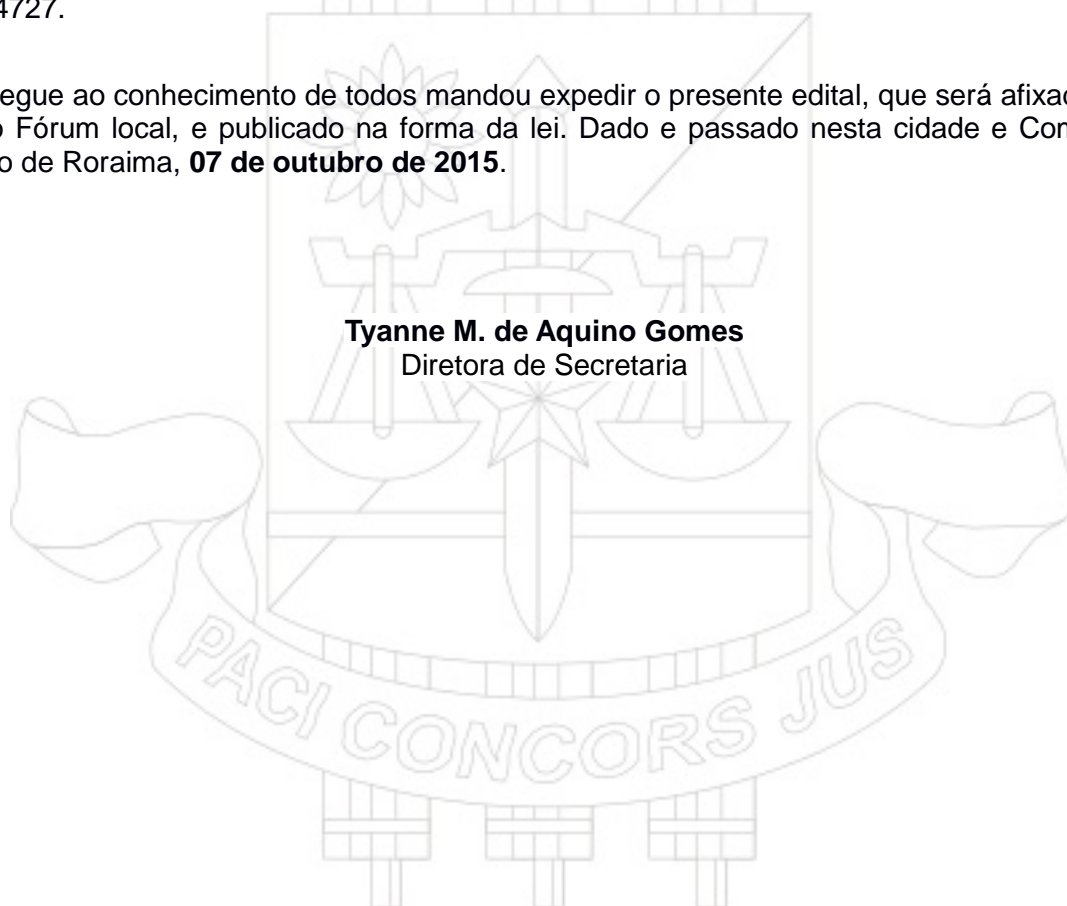 4727.
egue ao conhecimento de todos mandou expedir o presente edital, que será afixa
Fórum local, e publicado na forma da lei. Dado e passado nesta cidade e Con
o de Roraima, 07 de outubro de 2015.
Tyanne M. de Aquino Gomes
Diretora de Secretaria
PACI CONCORS JUS